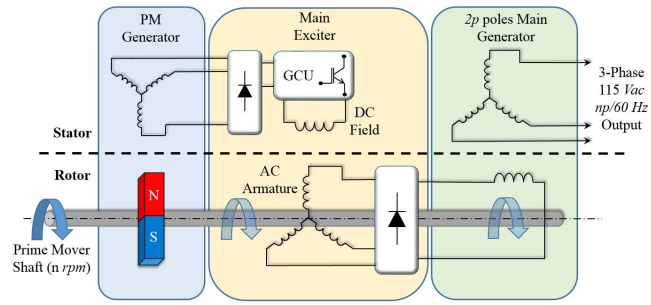 PM
Generator
Main
Exciter
2p poles Main
Generator
GCU
DC
Field
3-Phase
115 Vac
np/60 Hz
Output
Stator
Rotor
AC
Armature
N
S
Prime Mover
Shaft (n rpm)